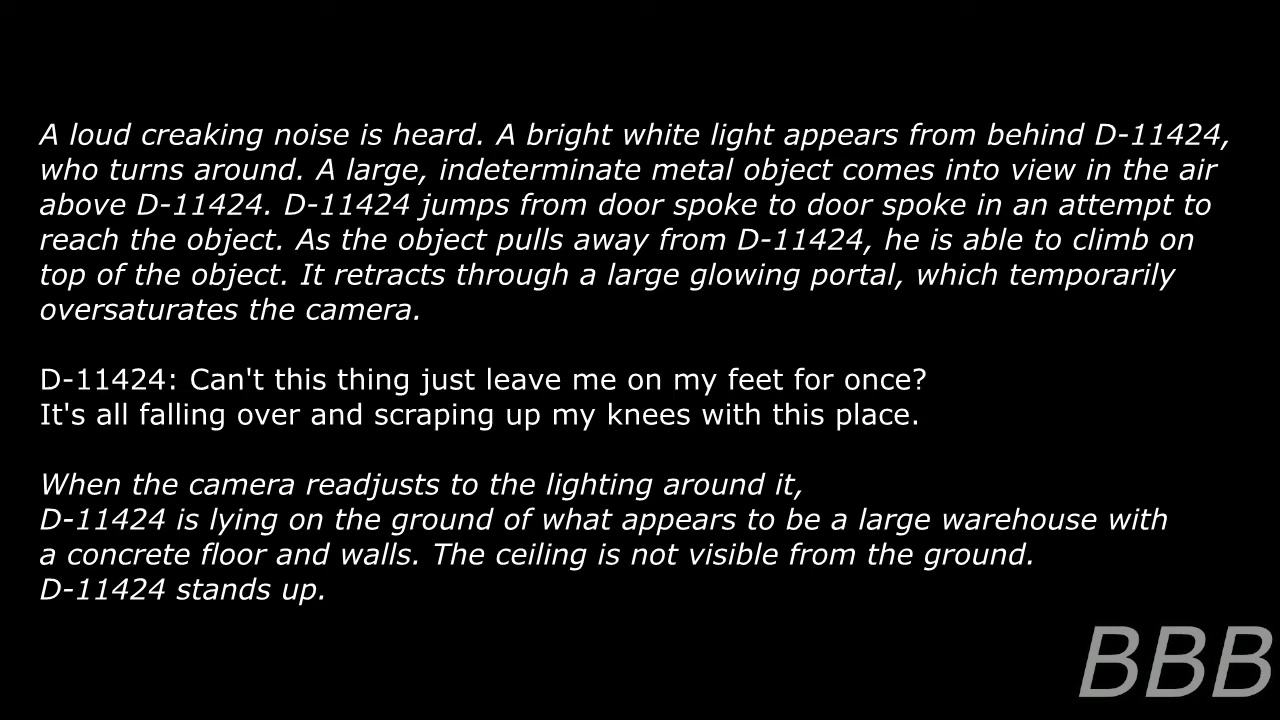 A loud creaking noise is heard. A bright white light appears from behind D-11424,
who turns around. A large, indeterminate metal object comes into view in the air
above D-11424. D-11424 jumps from door spoke to door spoke in an attempt to
reach the object. As the object pulls away from D-11424, he is able to climb on
top of the object. It retracts through a large glowing portal, which temporarily
oversaturates the camera.
D-11424: Can't this thing just leave me on my feet for once?
It's all falling over and scraping up my knees with this place.
When the camera readjusts to the lighting around it,
D-11424 is lying on the ground of what appears to be a large warehouse with
a concrete floor and walls. The ceiling is not visible from the ground.
D-11424 stands up.
BBB